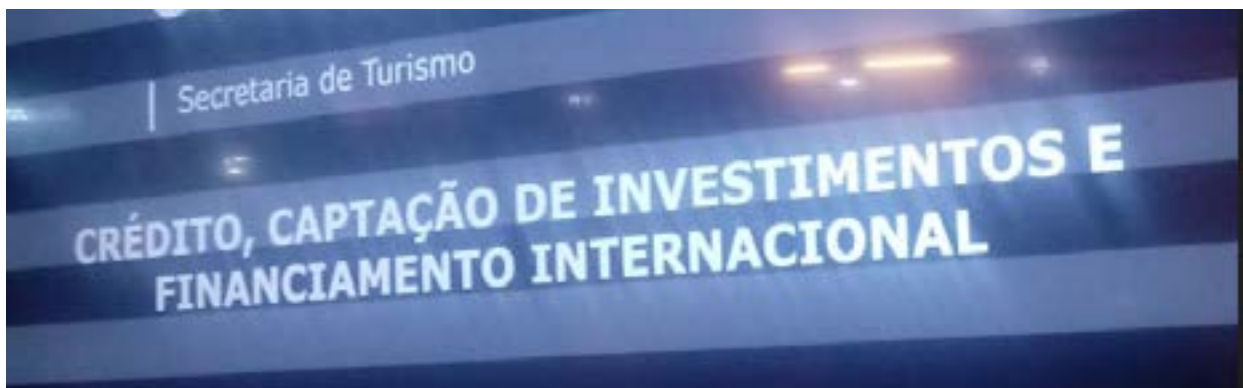 Secretaria de Turismo
CRÉDITO, CAPTAÇÃO DE INVESTIMENTOS E
FINANCIAMENTO INTERNACIONAL